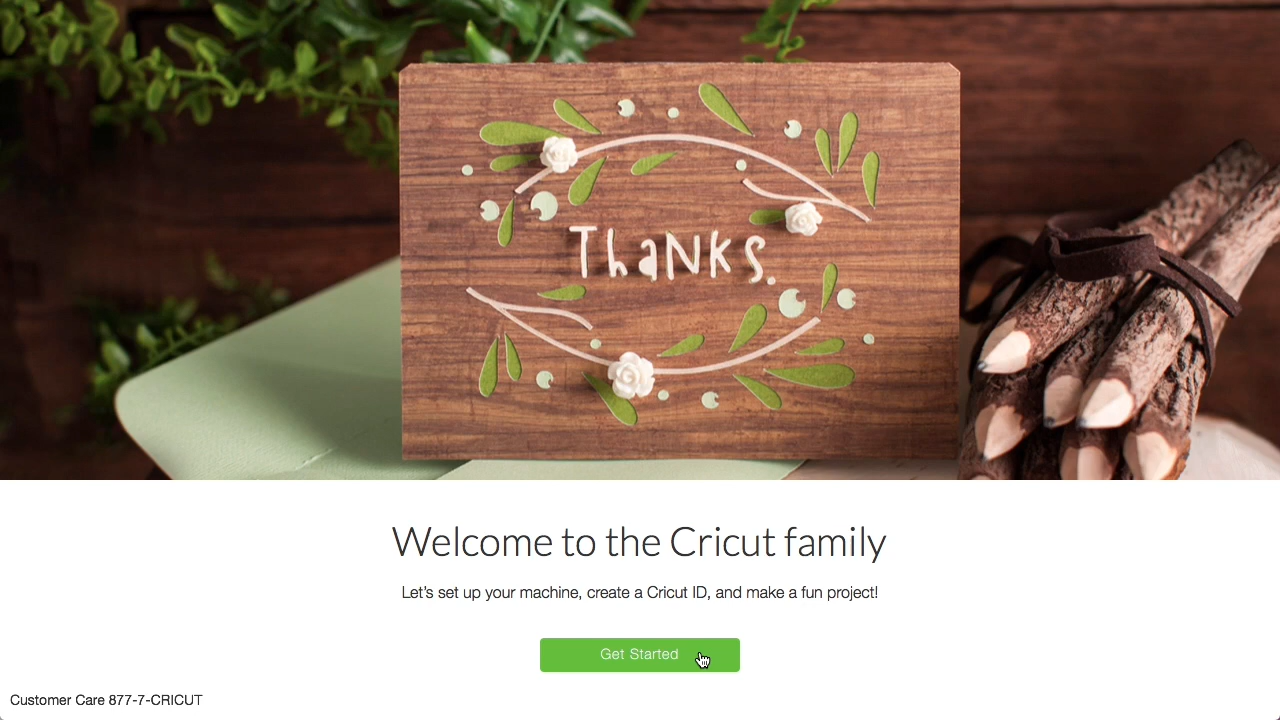 THANKS.
Welcome to the Cricut family
Let's set up your machine, create a Cricut ID, and make a fun project!
Get Started
Customer Care 877-7-CRICUT